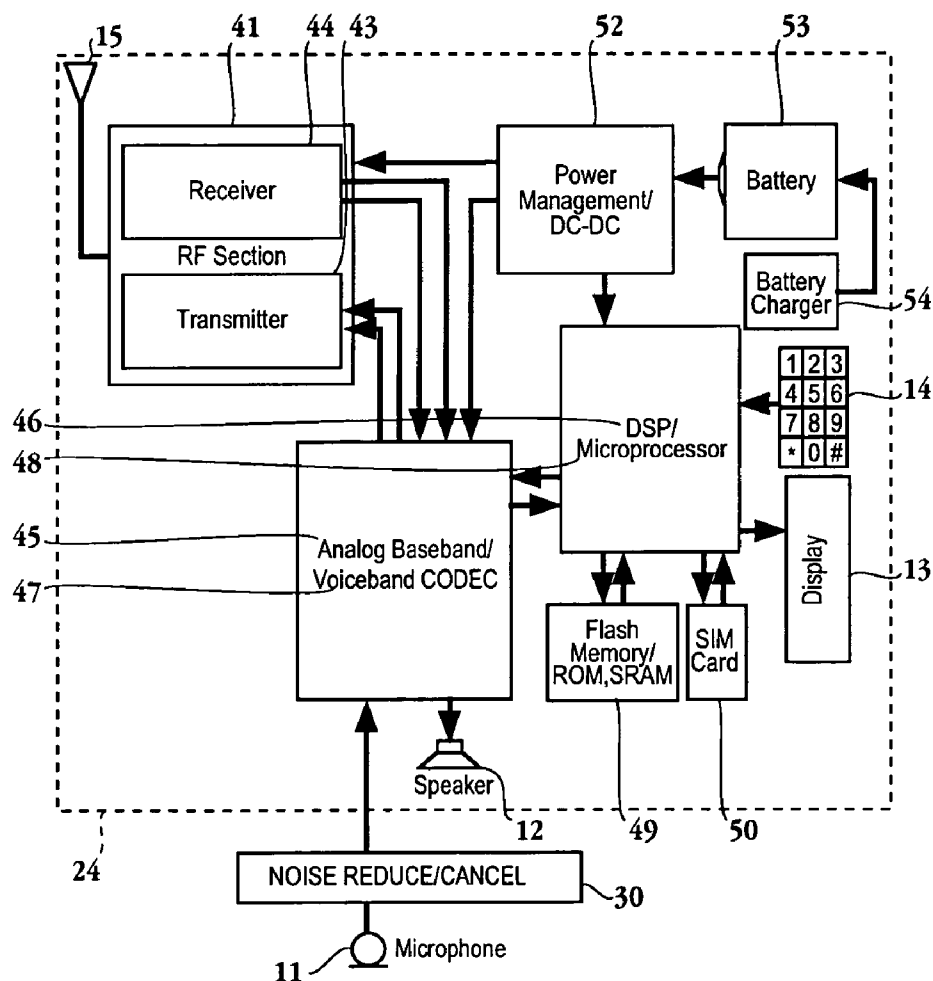 15
41
44
43
52
53
Receiver
RF Section
Transmitter
Power
Management/
DC-DC
Battery
Battery
Charger
54
1 2 3
4 5 6
7 8 9
* 0 #
14
46
48
DSP/
Microprocessor
45
47
Analog Baseband/
Voiceband CODEC
Display
13
Flash
Memory/
ROM,SRAM
SIM
Card
Speaker
12
49
50
24
NOISE REDUCE/CANCEL
30
11
Microphone